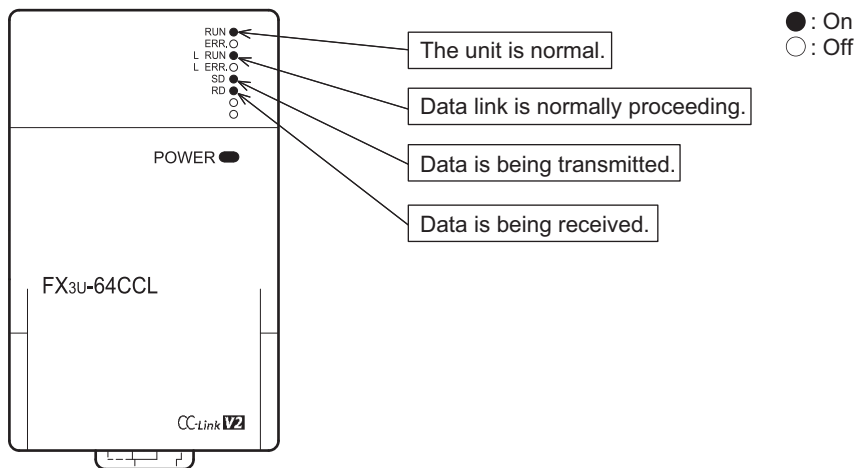 RUN
ERR.
L RUN
L ERR.
SD
RD
POWER
FX3U-64CCL
CC-Link V2
The unit is normal.
Data link is normally proceeding.
Data is being transmitted.
Data is being received.
: On
: Off